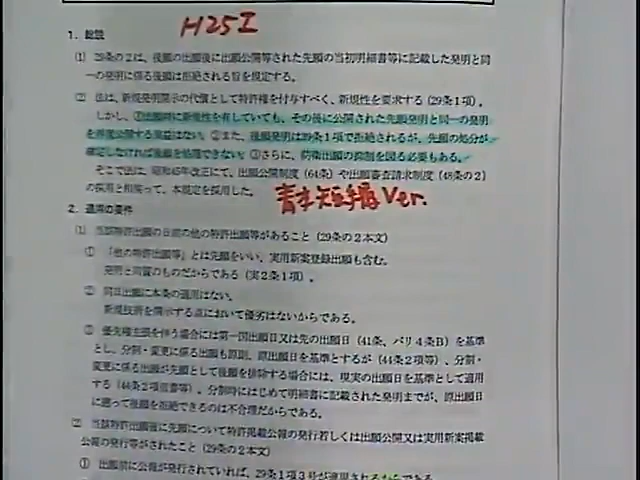 H25I
1．総説
(1) 29条の2は、後願の出願後に出願公開等された先願の当初明細書等に記載した発明と同
一の発明に係る後願は拒絶される旨を規定する。
(2) 法は、新規発明開示の代償として特許権を付与すべく、新規性を要求する（29条1項）。
しかし、①出願時に新規性を有していても、その後に公開された先願発明と同一の発明
を再度公開する利益はない。②また、後願発明は39条1項で拒絶されるが、先願の処分が
確定しなければ後願を処理できない。③さらに、防衛出願の抑制を図る必要もある。
そこで法は、昭和45年改正にて、出願公開制度（64条）や出願審査請求制度（48条の2）
の採用と相俟って、本規定を採用した。
青本短縮Ver.
2．適用の要件
(1) 当該特許出願の日前の他の特許出願等があること（29条の2本文）
① 「他の特許出願等」とは先願をいい、実用新案登録出願も含む。
発明と同質のものだからである（実2条1項）。
② 同日出願に本条の適用はない。
新規技術を開示する点において優劣はないからである。
③ 優先権主張を伴う場合には第一国出願日又は先の出願日（41条、パリ4条B）を基準
とし、分割・変更に係る出願も原則、原出願日を基準とするが（44条2項等）、分割・
変更に係る出願が先願として後願を排除する場合には、現実の出願日を基準として適用
する（44条2項但書等）。分割時にはじめて明細書に記載された発明までが、原出願日
に遡って後願を拒絶できるのは不合理だからである。
(2) 当該特許出願後に先願について特許掲載公報の発行若しくは出願公開又は実用新案掲載
公報の発行等がされたこと（29条の2本文）
① 出願前に公報が発行されていれば、29条1項3号が適用されるからである。